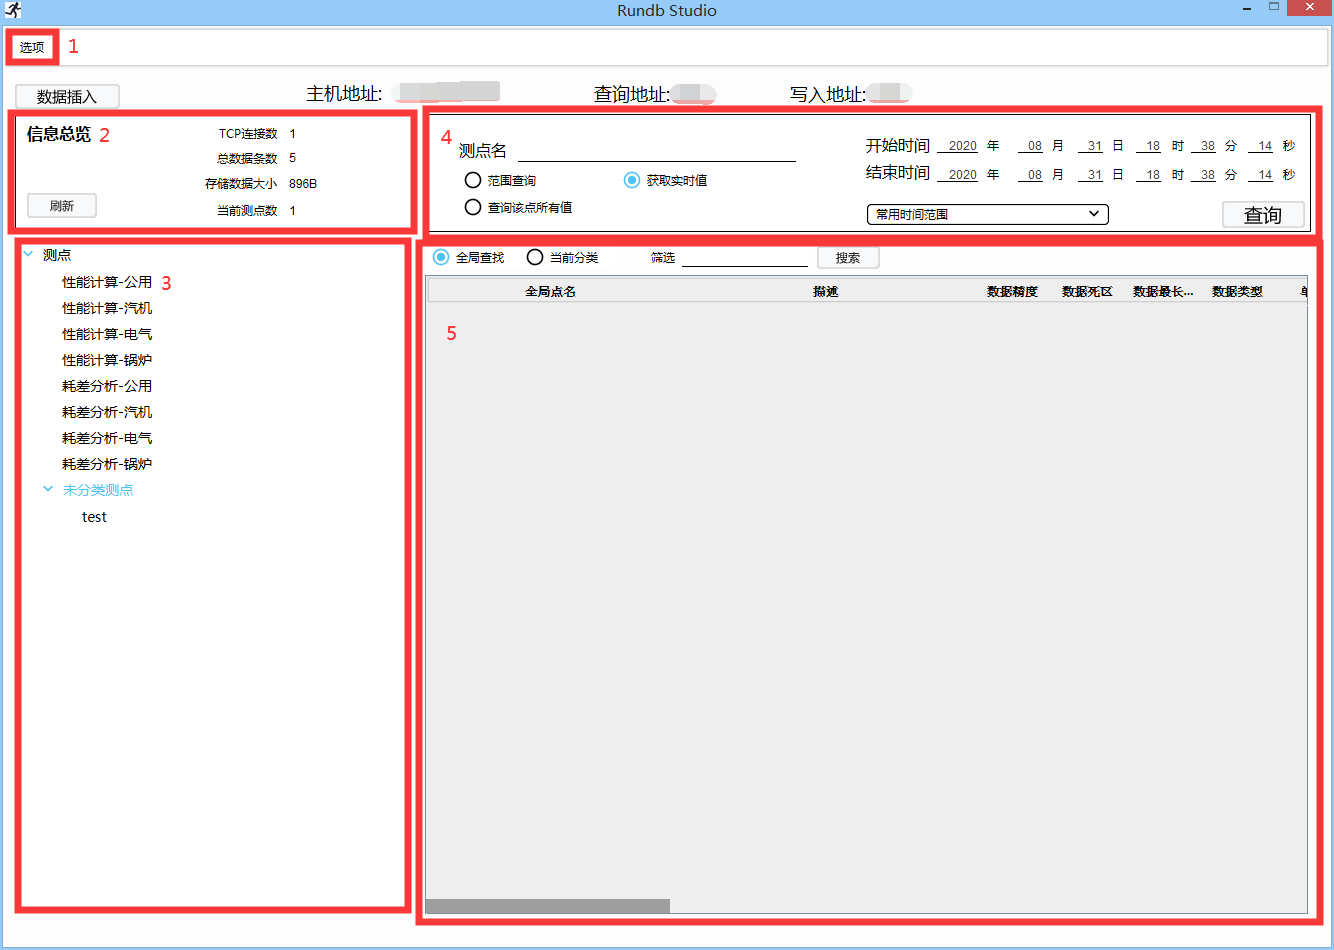 Rundb Studio
选项 1
数据插入 主机地址: 查询地址: 写入地址:
信息总览 2
TCP连接数 1
总数据条数 5
存储数据大小 896B
当前测点数 1
刷新
4
测点名
范围查询 获取实时值
查询该点所有值
开始时间 2020 年 08 月 31 日 18 时 38 分 14 秒
结束时间 2020 年 08 月 31 日 18 时 38 分 14 秒
常用时间范围 查询
测点
性能计算-公用 3
性能计算-汽机
性能计算-电气
性能计算-锅炉
耗差分析-公用
耗差分析-汽机
耗差分析-电气
耗差分析-锅炉
未分类测点
test
全局查找 当前分类 筛选 搜索
全局点名 描述 数据精度 数据死区 数据最长... 数据类型
5